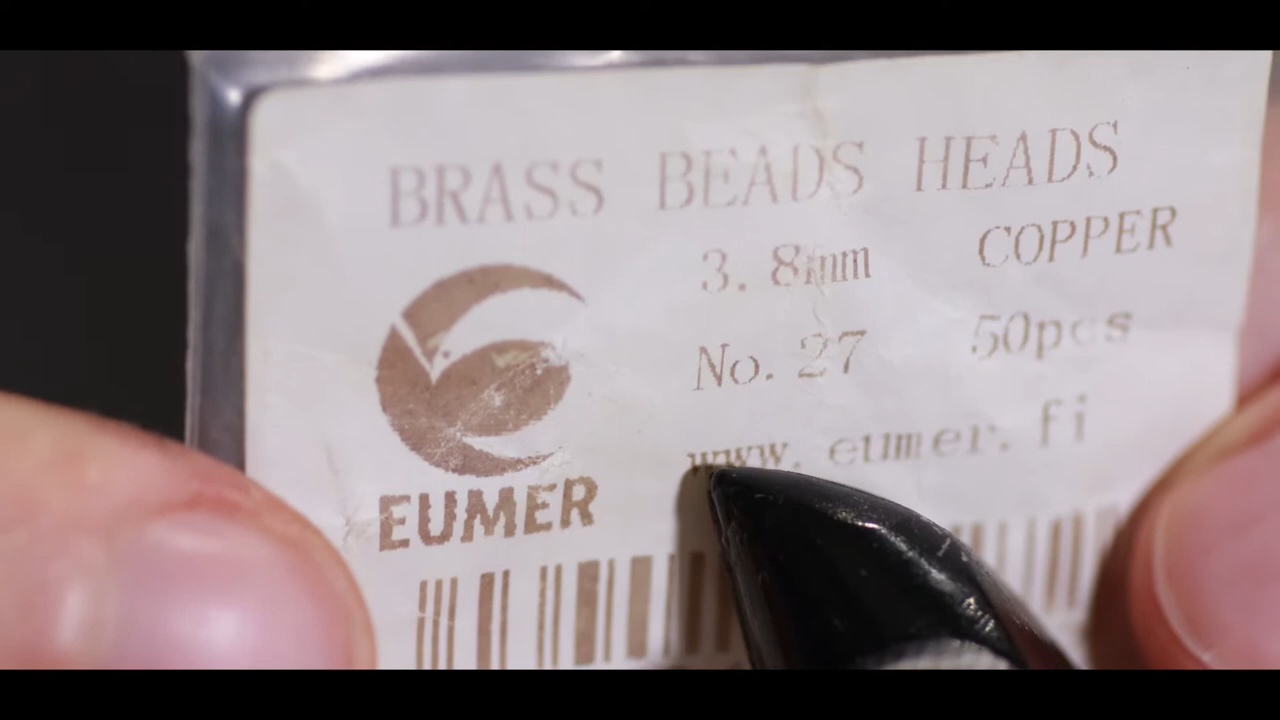 BRASS BEADS HEADS
3.8mm COPPER
No. 27 50pcs
www.eumer.fi
EUMER